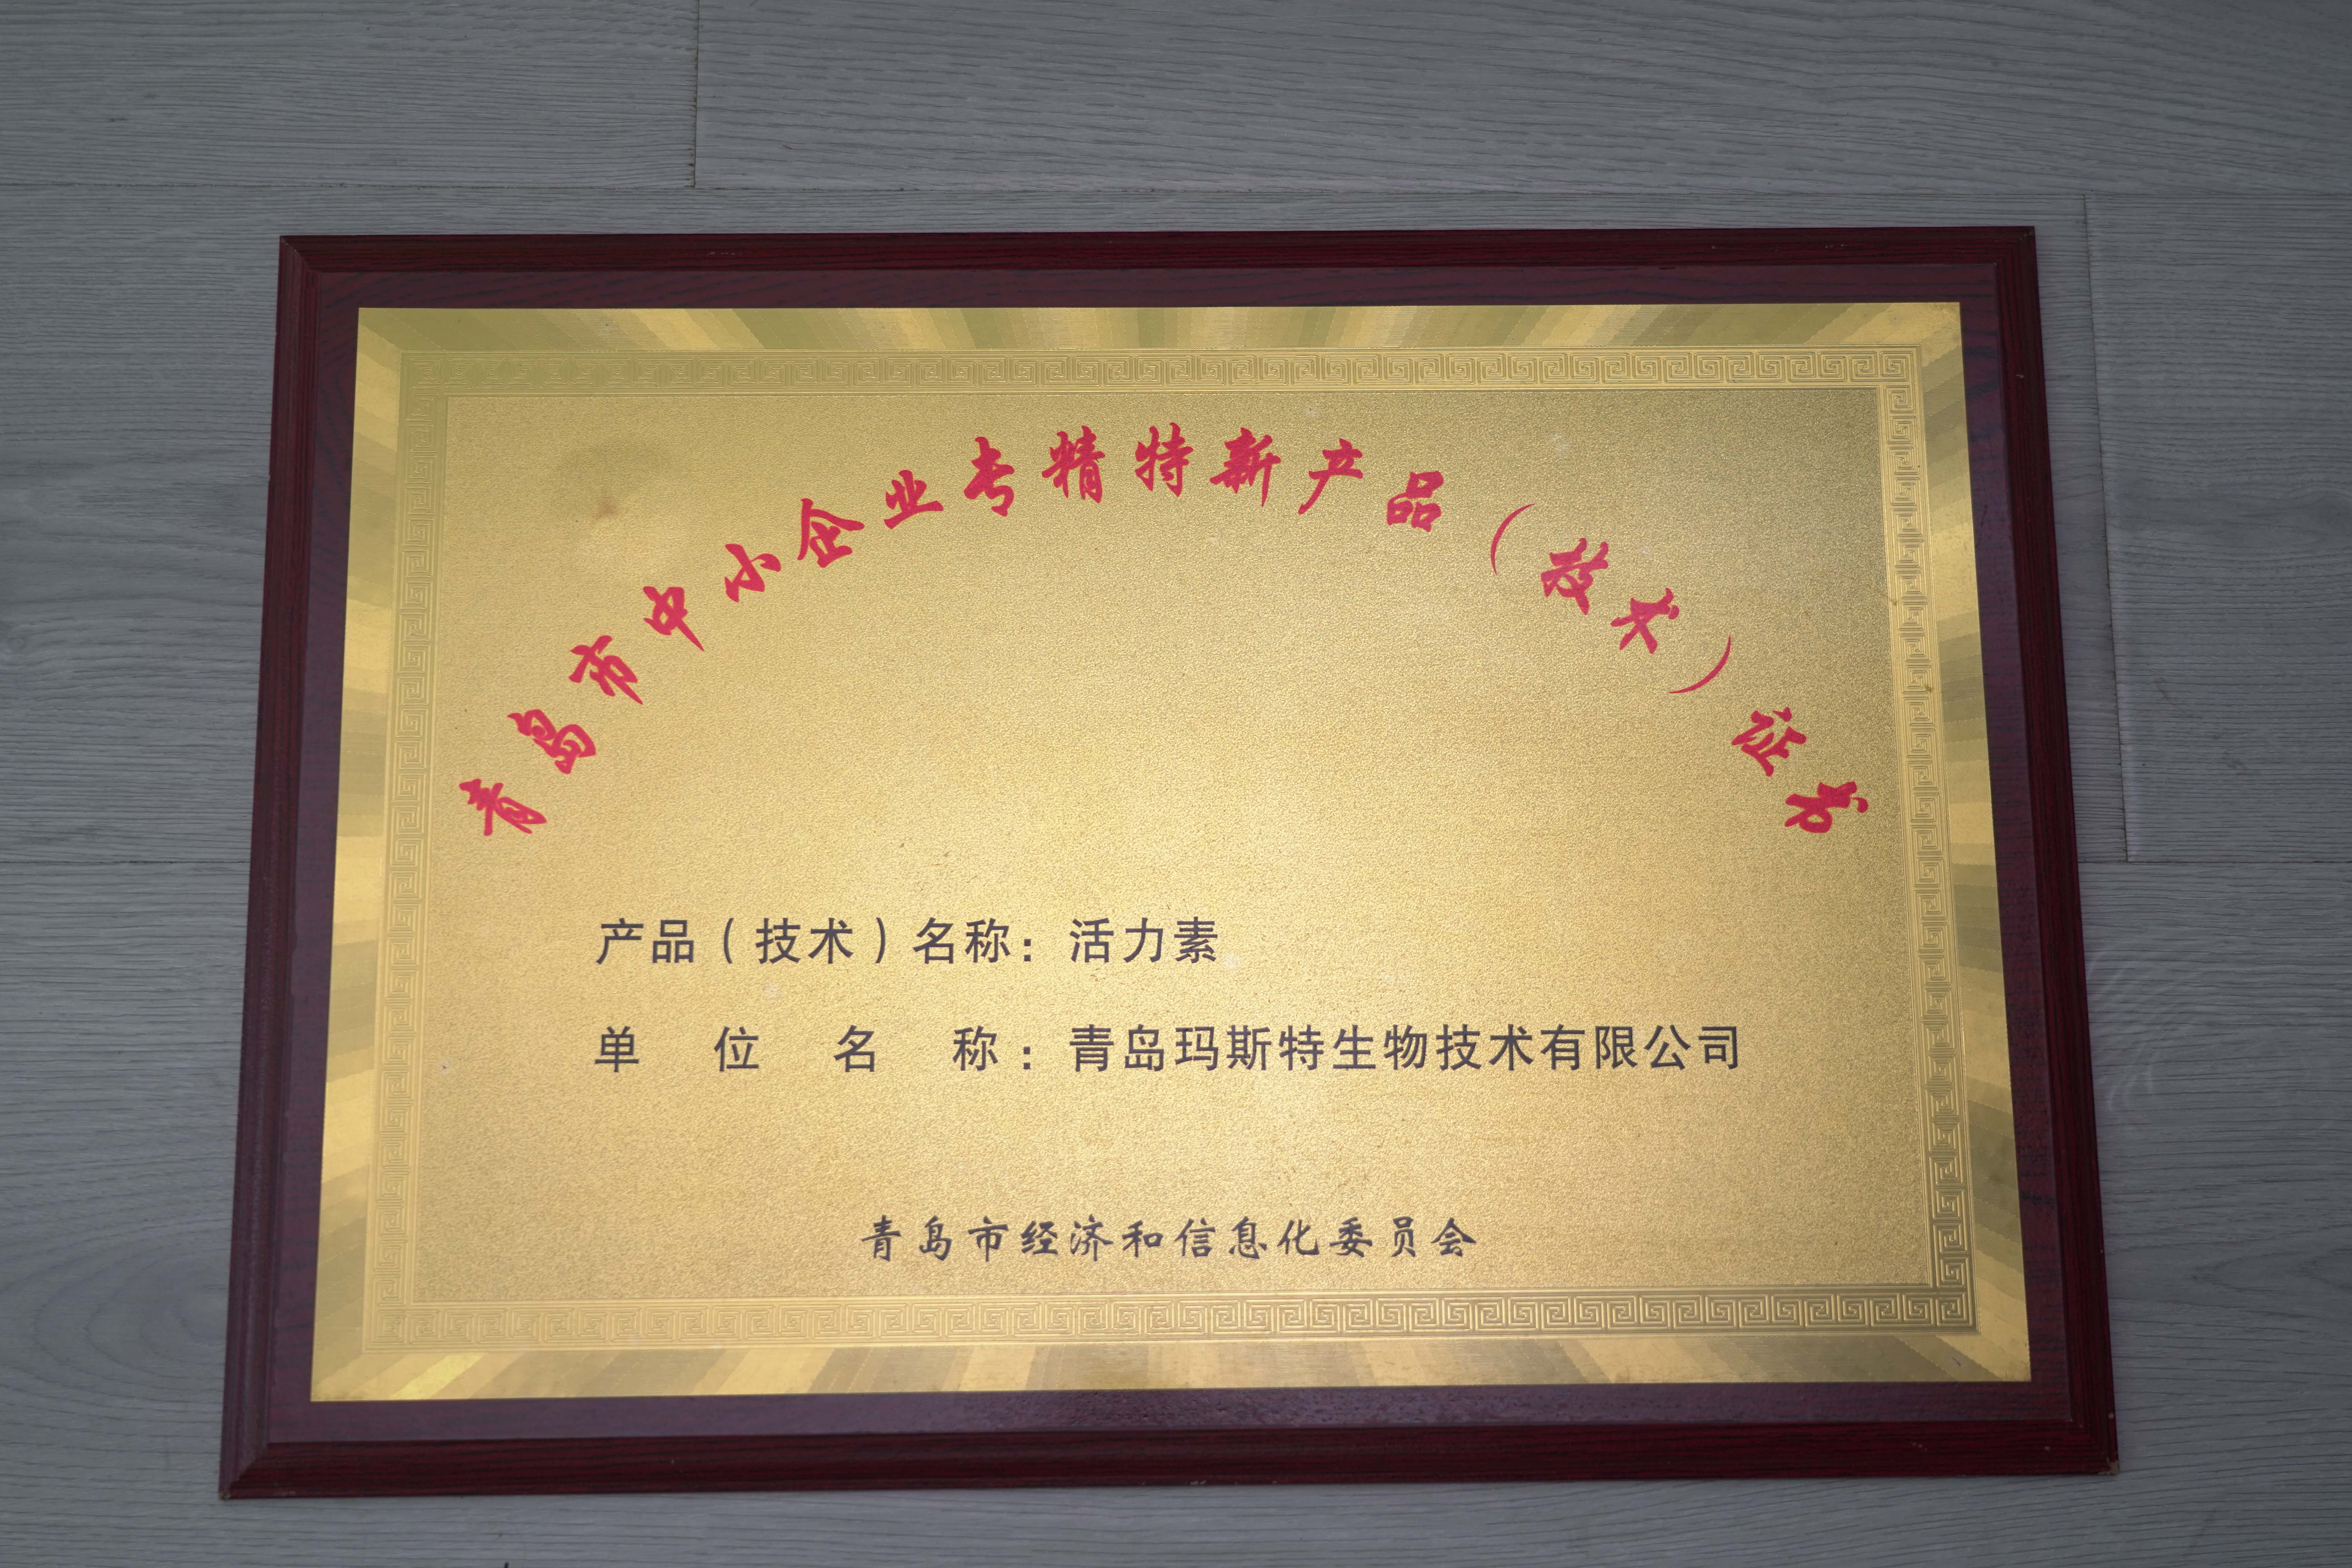 青岛市中小企业专精特新产品（技术）证书
产品（技术）名称：活力素
单位名称：青岛玛斯特生物技术有限公司
青岛市经济和信息化委员会